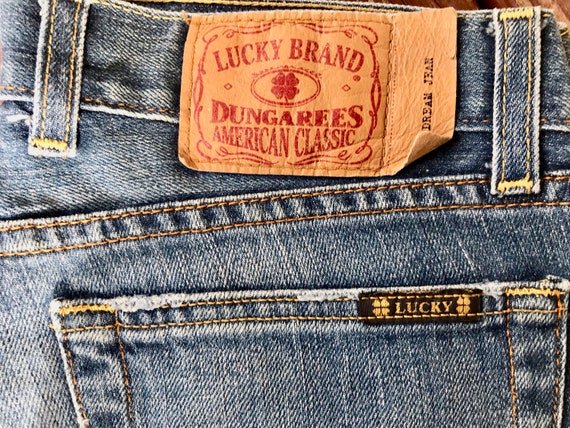 LUCKY BRAND
DUNGAREES
AMERICAN CLASSIC
DREAM JEAN
LUCKY